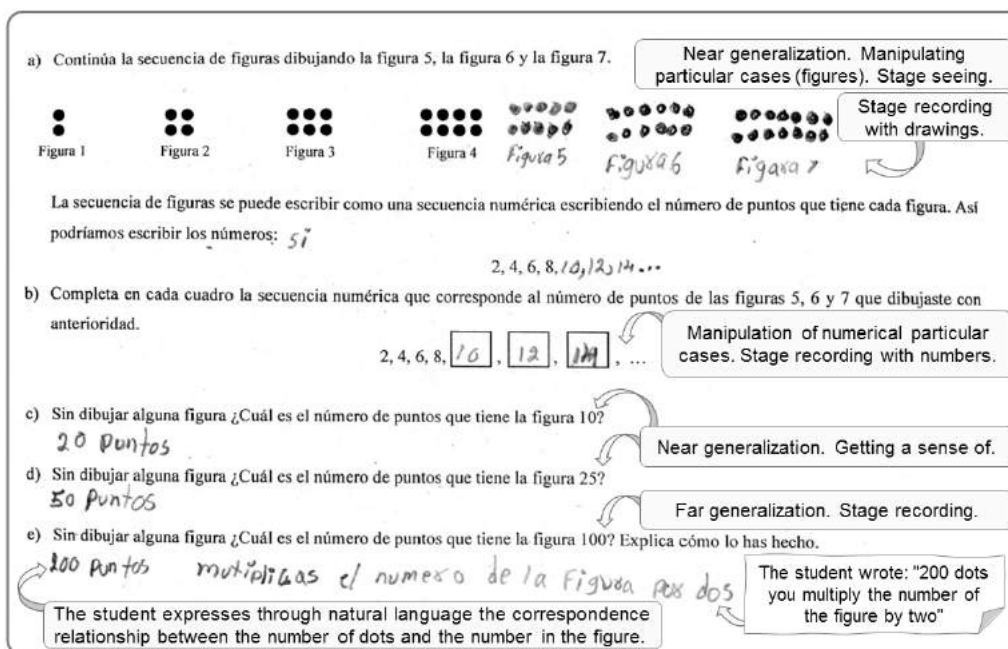 a) Continúa la secuencia de figuras dibujando la figura 5, la figura 6 y la figura 7.
Near generalization. Manipulating
particular cases (figures). Stage seeing.
Stage recording
with drawings.
Figura 1 Figura 2 Figura 3 Figura 4 Figura 5 Figura 6 Figara 7
La secuencia de figuras se puede escribir como una secuencia numérica escribiendo el número de puntos que tiene cada figura. Así
podríamos escribir los números: Si
2, 4, 6, 8, 10, 12, 14...
b) Completa en cada cuadro la secuencia numérica que corresponde al número de puntos de las figuras 5, 6 y 7 que dibujaste con
anterioridad.
2, 4, 6, 8, 10, 12, 14, ...
Manipulation of numerical particular
cases. Stage recording with numbers.
c) Sin dibujar alguna figura ¿Cuál es el número de puntos que tiene la figura 10?
20 puntos
Near generalization. Getting a sense of.
d) Sin dibujar alguna figura ¿Cuál es el número de puntos que tiene la figura 25?
50 puntos
Far generalization. Stage recording.
e) Sin dibujar alguna figura ¿Cuál es el número de puntos que tiene la figura 100? Explica cómo lo has hecho.
200 puntos mutiplicas el numero de la Figura por dos
The student wrote: "200 dots
you multiply the number of
the figure by two"
The student expresses through natural language the correspondence
relationship between the number of dots and the number in the figure.